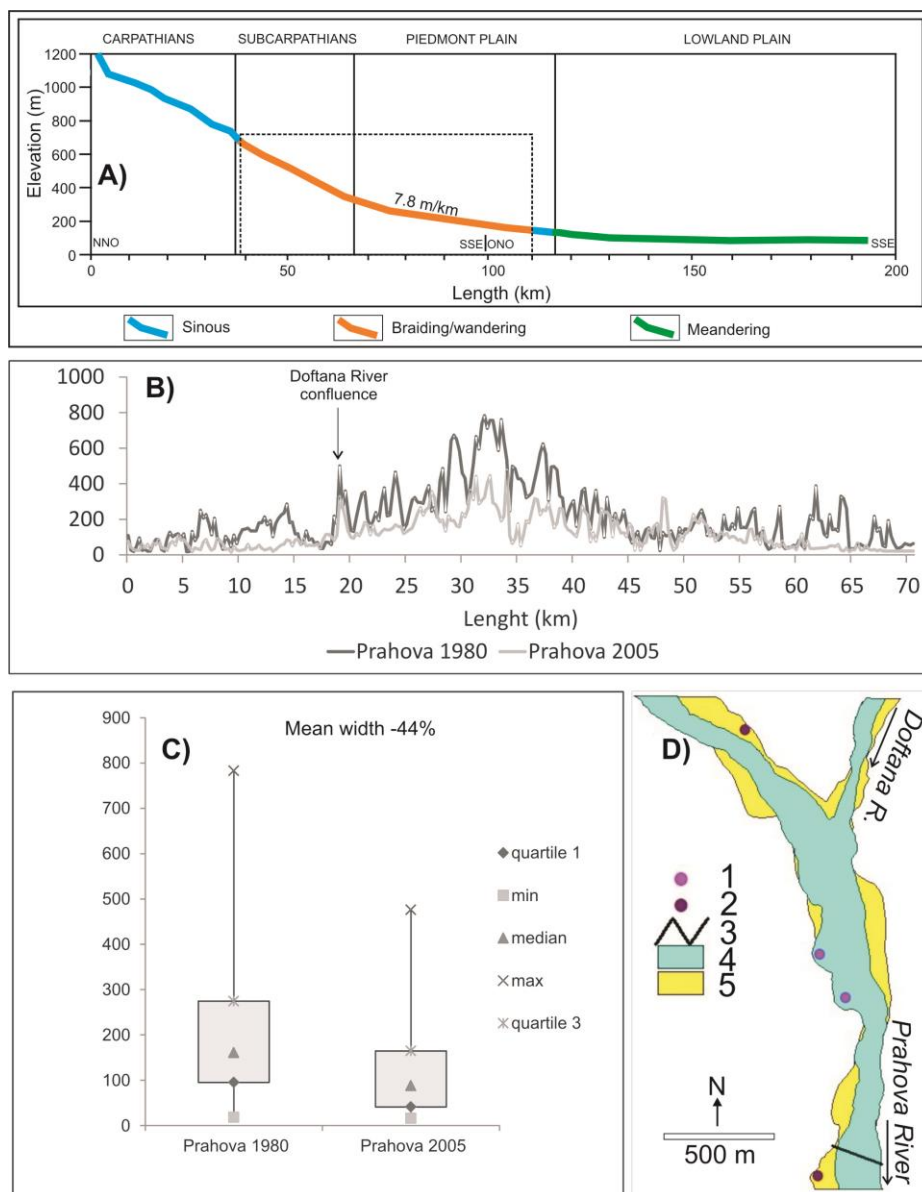 CARPATHIANS SUBCARPATHIANS PIEDMONT PLAIN LOWLAND PLAIN
1200
1000
800
600
400
200
0
Elevation (m)
A)
7.8 m/km
NNO SSE ONO SSE
0 50 100 150 200
Length (km)
Sinous Braiding/wandering Meandering
B)
Doftana River
confluence
1000
800
600
400
200
0
0 5 10 15 20 25 30 35 40 45 50 55 60 65 70
Lenght (km)
Prahova 1980 Prahova 2005
C)
Mean width -44%
900
800
700
600
500
400
300
200
100
0
quartile 1
min
median
max
quartile 3
Prahova 1980 Prahova 2005
D)
Doftana R.
1
2
3
4
5
N
500 m
Prahova River